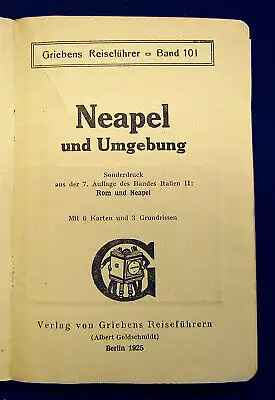 Griebens Reiseführer = Band 101
Neapel
und Umgebung
Sonderdruck
aus der 7. Auflage des Bandes Italien II:
Rom und Neapel
Mit 6 Karten und 3 Grundrissen
G
Verlag von Griebens Reiseführern
(Albert Goldschmidt)
Berlin 1925